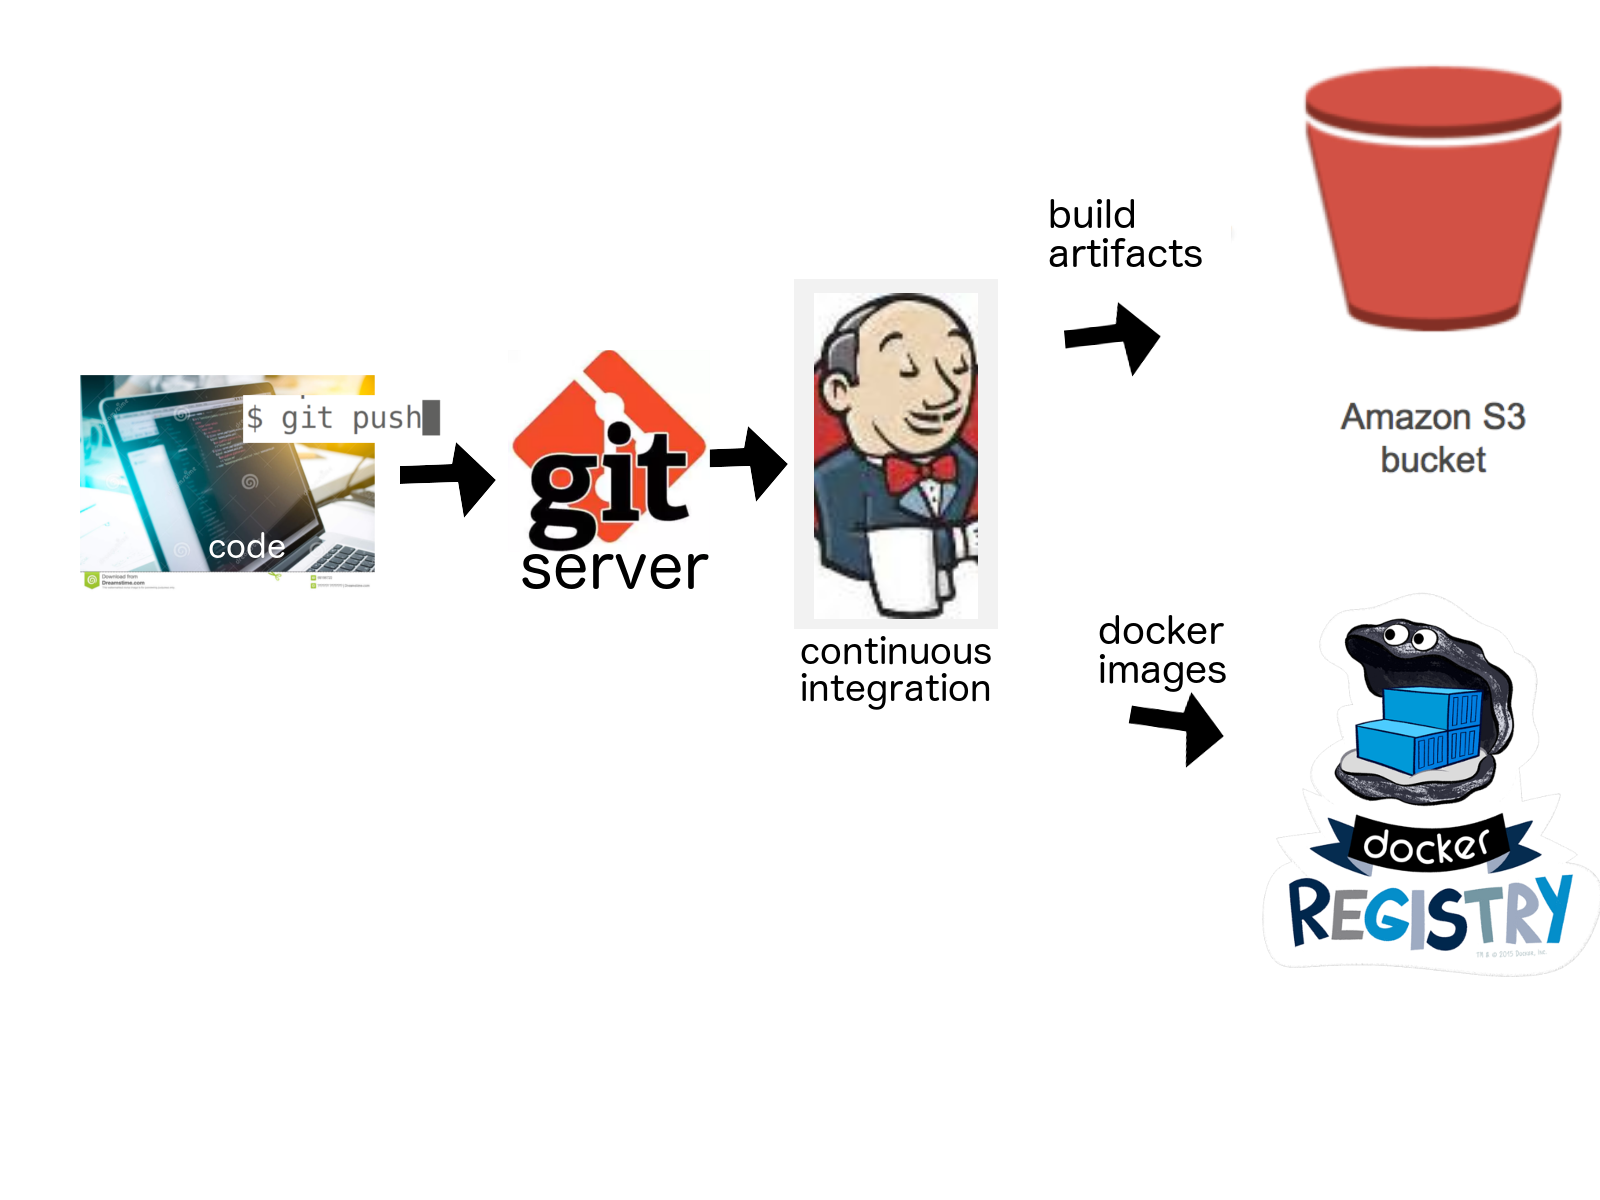 $ git push
code
Download from
Dreamstime.com
git
server
continuous
integration
build
artifacts
Amazon S3
bucket
docker
images
docker
REGISTRY
TM & © 2015 Docker, Inc.